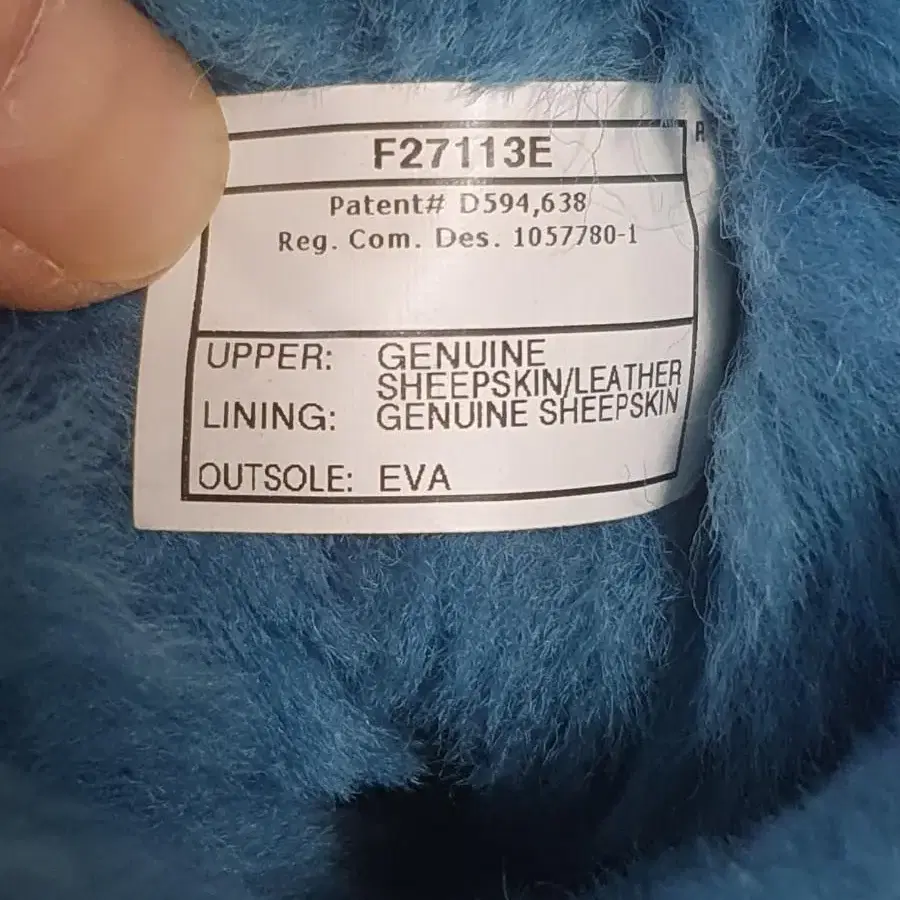 F27113E
Patent# D594,638
Reg. Com. Des. 1057780-1
UPPER: GENUINE
SHEEPSKIN/LEATHER
LINING: GENUINE SHEEPSKIN
OUTSOLE: EVA